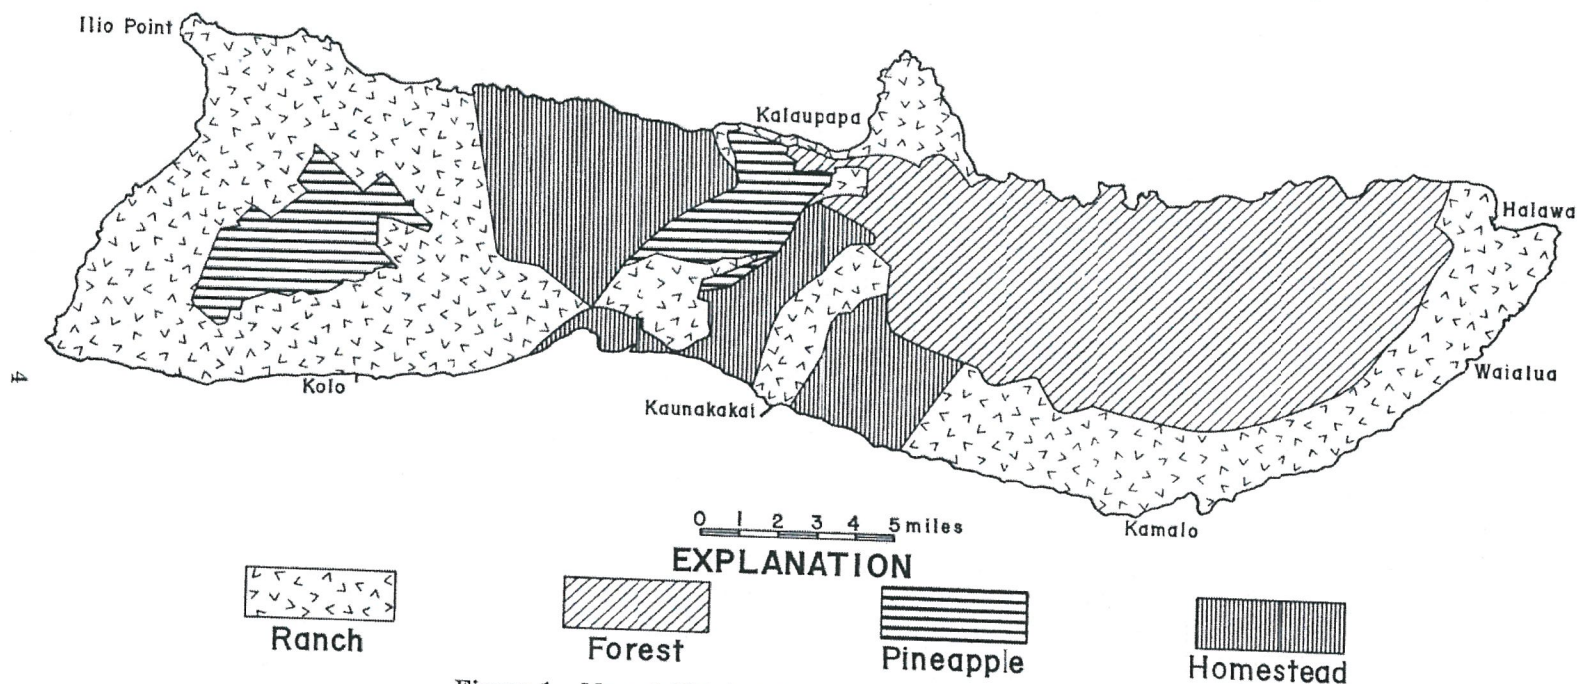 Ilio Point
Kalaupapa
Halawa
Waialua
Kolo
Kaunakakai
Kamalo
4
0 1 2 3 4 5 miles
EXPLANATION
Ranch
Forest
Pineapple
Homestead